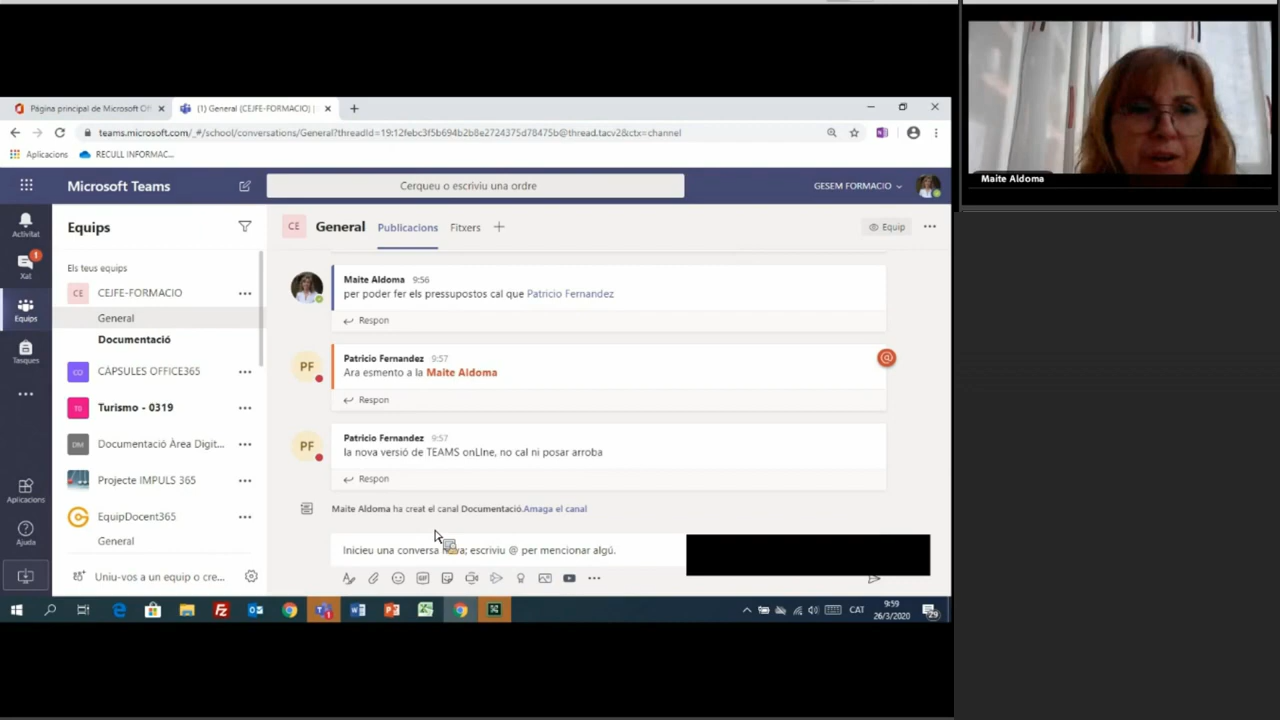 Página principal de Microsoft Of
(1) General (CEJFE-FORMACIO) |
teams.microsoft.com/_#/school/conversations/General?threadId=19:12febc3f5b694b2b8e2724375d78475b@thread.tacv2&ctx=channel
Aplicacions
RECULL INFORMAC...
Microsoft Teams
Cerqueu o escriviu una ordre
GESEM FORMACIO
Activitat
Xat
1
Equips
Tasques
Aplicacions
Ajuda
Equips
Els teus equips
CE
CEJFE-FORMACIO
General
Documentació
CO
CÀPSULES OFFICE365
T0
Turismo - 0319
DM
Documentació Àrea Digit...
Projecte IMPULS 365
EquipDocent365
General
Uniu-vos a un equip o cre...
CE
General
Publicacions
Fitxers
Equip
Maite Aldoma 9:56
per poder fer els pressupostos cal que Patricio Fernandez
Respon
PF
Patricio Fernandez 9:57
Ara esmento a la Maite Aldoma
Respon
PF
Patricio Fernandez 9:57
la nova versió de TEAMS onLIne, no cal ni posar arroba
Respon
Maite Aldoma ha creat el canal Documentació.Amaga el canal
Inicieu una conversa nova; escriviu @ per mencionar algú.
GIF
CAT
9:59
26/3/2020
29
Maite Aldoma